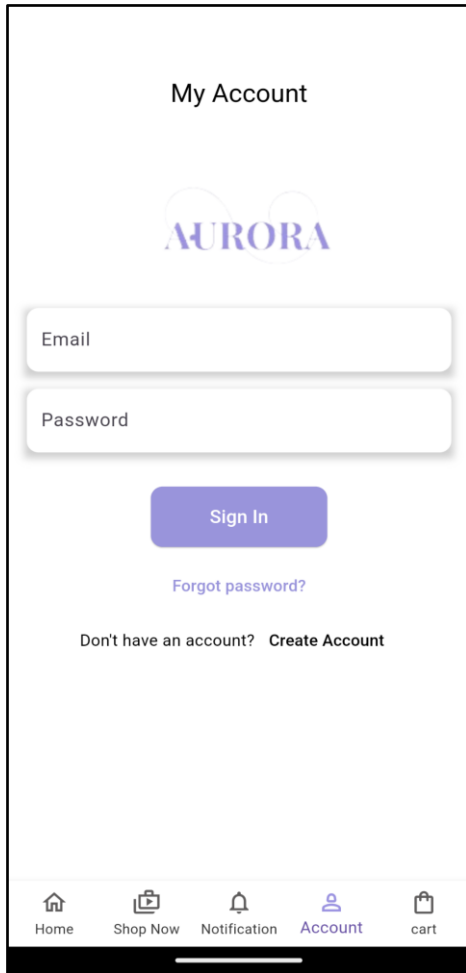 My Account
AURORA
Email
Password
Sign In
Forgot password?
Don't have an account? Create Account
Home Shop Now Notification Account cart